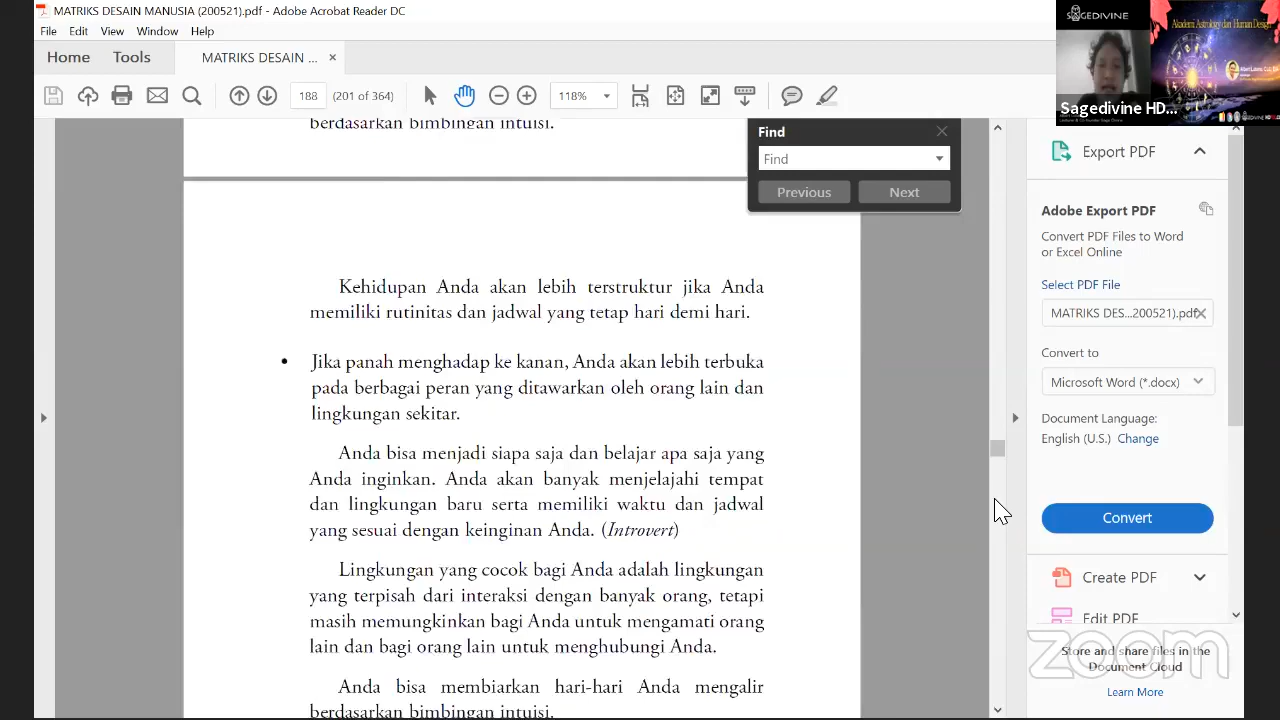 MATRIKS DESAIN MANUSIA (200521).pdf - Adobe Acrobat Reader DC
File Edit View Window Help
Home Tools MATRIKS DESAIN ... ×
188 (201 of 364) 118%
SAGEDIVINE
Akademi Astrology dan Human Design
Sagedivine HD...
berdasarkan bimbingan intuisi.
Find
Find
Previous Next
Kehidupan Anda akan lebih terstruktur jika Anda
memiliki rutinitas dan jadwal yang tetap hari demi hari.
• Jika panah menghadap ke kanan, Anda akan lebih terbuka
pada berbagai peran yang ditawarkan oleh orang lain dan
lingkungan sekitar.
Anda bisa menjadi siapa saja dan belajar apa saja yang
Anda inginkan. Anda akan banyak menjelajahi tempat
dan lingkungan baru serta memiliki waktu dan jadwal
yang sesuai dengan keinginan Anda. (Introvert)
Lingkungan yang cocok bagi Anda adalah lingkungan
yang terpisah dari interaksi dengan banyak orang, tetapi
masih memungkinkan bagi Anda untuk mengamati orang
lain dan bagi orang lain untuk menghubungi Anda.
Anda bisa membiarkan hari-hari Anda mengalir
berdasarkan bimbingan intuisi.
Export PDF
Adobe Export PDF
Convert PDF Files to Word
or Excel Online
Select PDF File
MATRIKS DES...200521).pdf
Convert to
Microsoft Word (*.docx)
Document Language:
English (U.S.) Change
Convert
Create PDF
Edit PDF
Store and share files in the
Document Cloud
Learn More
zoom